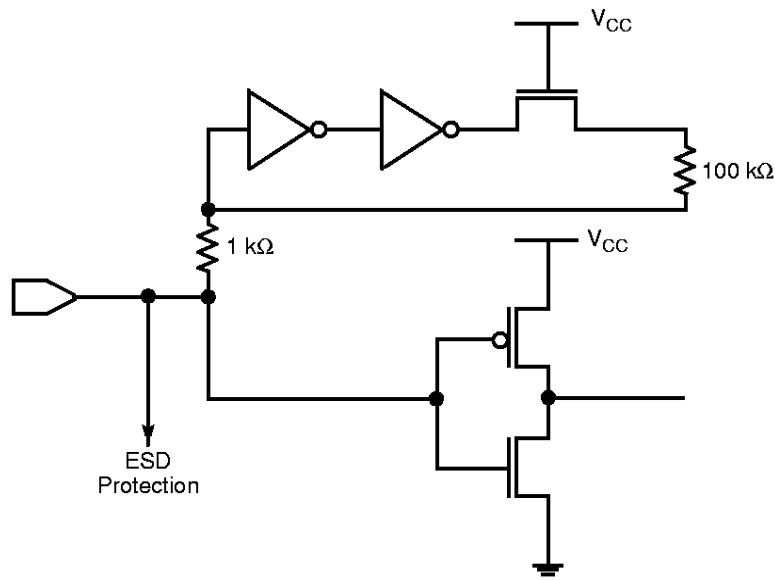 VCC
100 kΩ
1 kΩ
VCC
ESD
Protection